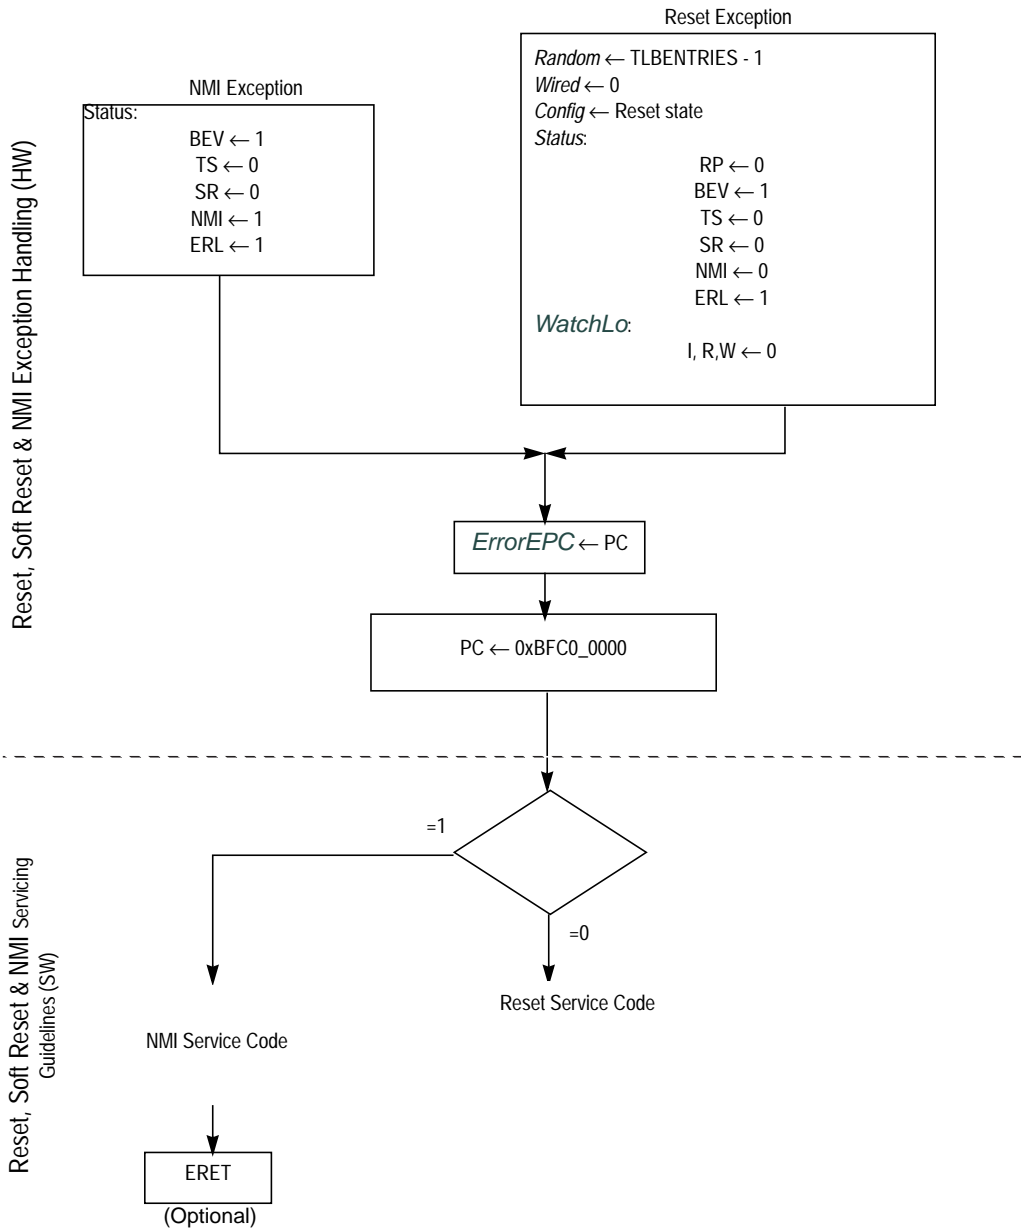 Reset Exception
Random ← TLBENTRIES - 1
Wired ← 0
Config ← Reset state
Status:
RP ← 0
BEV ← 1
TS ← 0
SR ← 0
NMI ← 0
ERL ← 1
WatchLo:
I, R,W ← 0
NMI Exception
Status:
BEV ← 1
TS ← 0
SR ← 0
NMI ← 1
ERL ← 1
Reset, Soft Reset & NMI Exception Handling (HW)
ErrorEPC ← PC
PC ← 0xBFC0_0000
=1
=0
Reset Service Code
NMI Service Code
Reset, Soft Reset & NMI Servicing
Guidelines (SW)
ERET
(Optional)